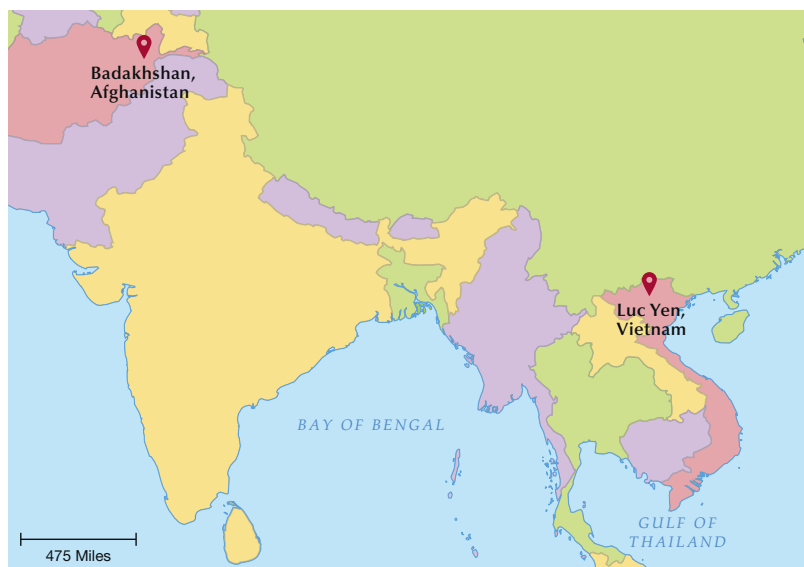 Badakhshan,
Afghanistan
Luc Yen,
Vietnam
BAY OF BENGAL
GULF OF
THAILAND
475 Miles